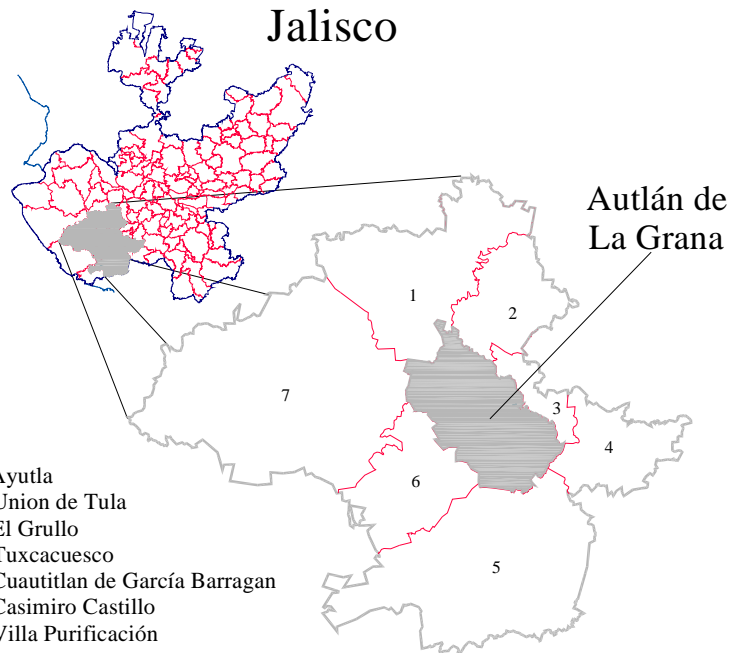 Jalisco
Autlán de
La Grana
1
2
7
3
4
6
5
Ayutla
Union de Tula
El Grullo
Tuxcacuesco
Cuautitlan de García Barragan
Casimiro Castillo
Villa Purificación